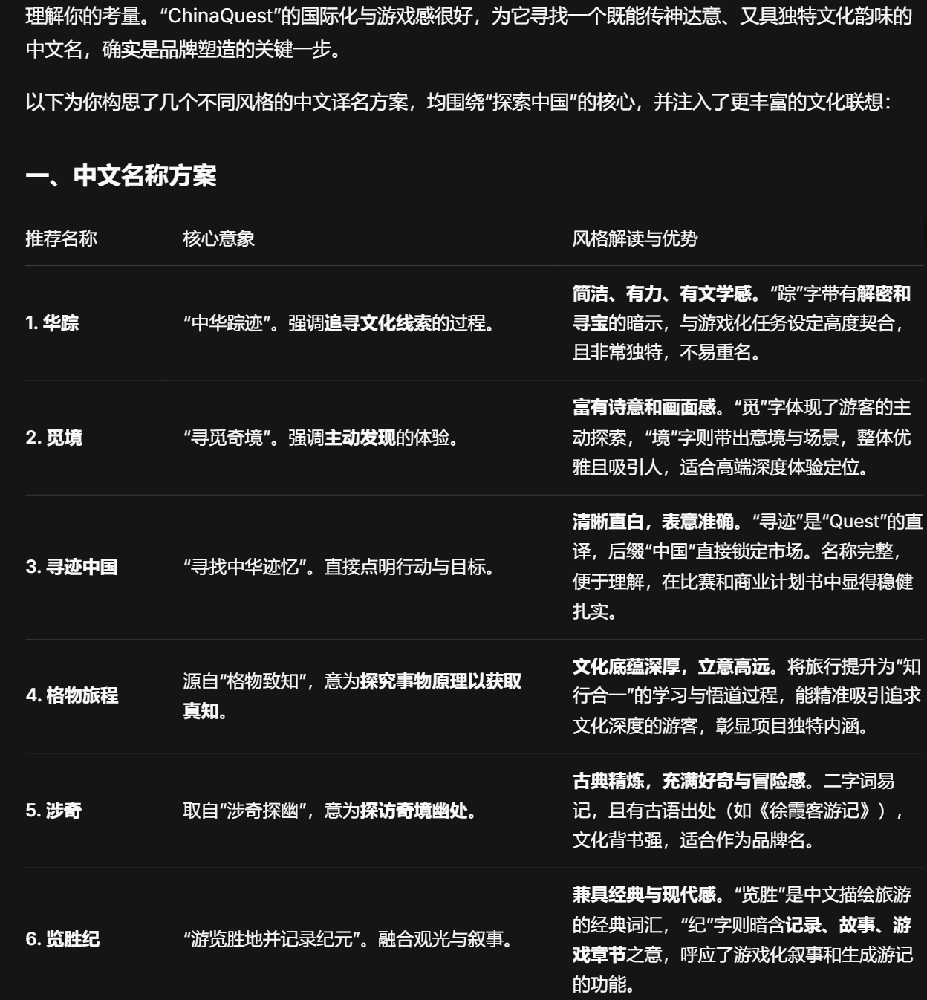 理解你的考量。“ChinaQuest”的国际化与游戏感很好，为它寻找一个既能传神达意、又具独特文化韵味的
中文名，确实是品牌塑造的关键一步。
以下为你构思了几个不同风格的中文译名方案，均围绕“探索中国”的核心，并注入了更丰富的文化联想：
一、中文名称方案
推荐名称 核心意象 风格解读与优势
1. 华踪 “中华踪迹”。强调追寻文化线索的过程。 简洁、有力、有文学感。“踪”字带有解密和
寻宝的暗示，与游戏化任务设定高度契合，
且非常独特，不易重名。
2. 觅境 “寻觅奇境”。强调主动发现的体验。 富有诗意和画面感。“觅”字体现了游客的主
动探索，“境”字则带出意境与场景，整体优
雅且吸引人，适合高端深度体验定位。
3. 寻迹中国 “寻找中华迹忆”。直接点明行动与目标。 清晰直白，表意准确。“寻迹”是“Quest”的直
译，后缀“中国”直接锁定市场。名称完整，
便于理解，在比赛和商业计划书中显得稳健
扎实。
4. 格物旅程 源自“格物致知”，意为探究事物原理以获取
真知。 文化底蕴深厚，立意高远。将旅行提升为“知
行合一”的学习与悟道过程，能精准吸引追求
文化深度的游客，彰显项目独特内涵。
5. 涉奇 取自“涉奇探幽”，意为探访奇境幽处。 古典精炼，充满好奇与冒险感。二字词易
记，且有古语出处（如《徐霞客游记》），
文化背书强，适合作为品牌名。
6. 览胜纪 “游览胜地并记录纪元”。融合观光与叙事。 兼具经典与现代感。“览胜”是中文描绘旅游
的经典词汇，“纪”字则暗含记录、故事、游
戏章节之意，呼应了游戏化叙事和生成游记
的功能。